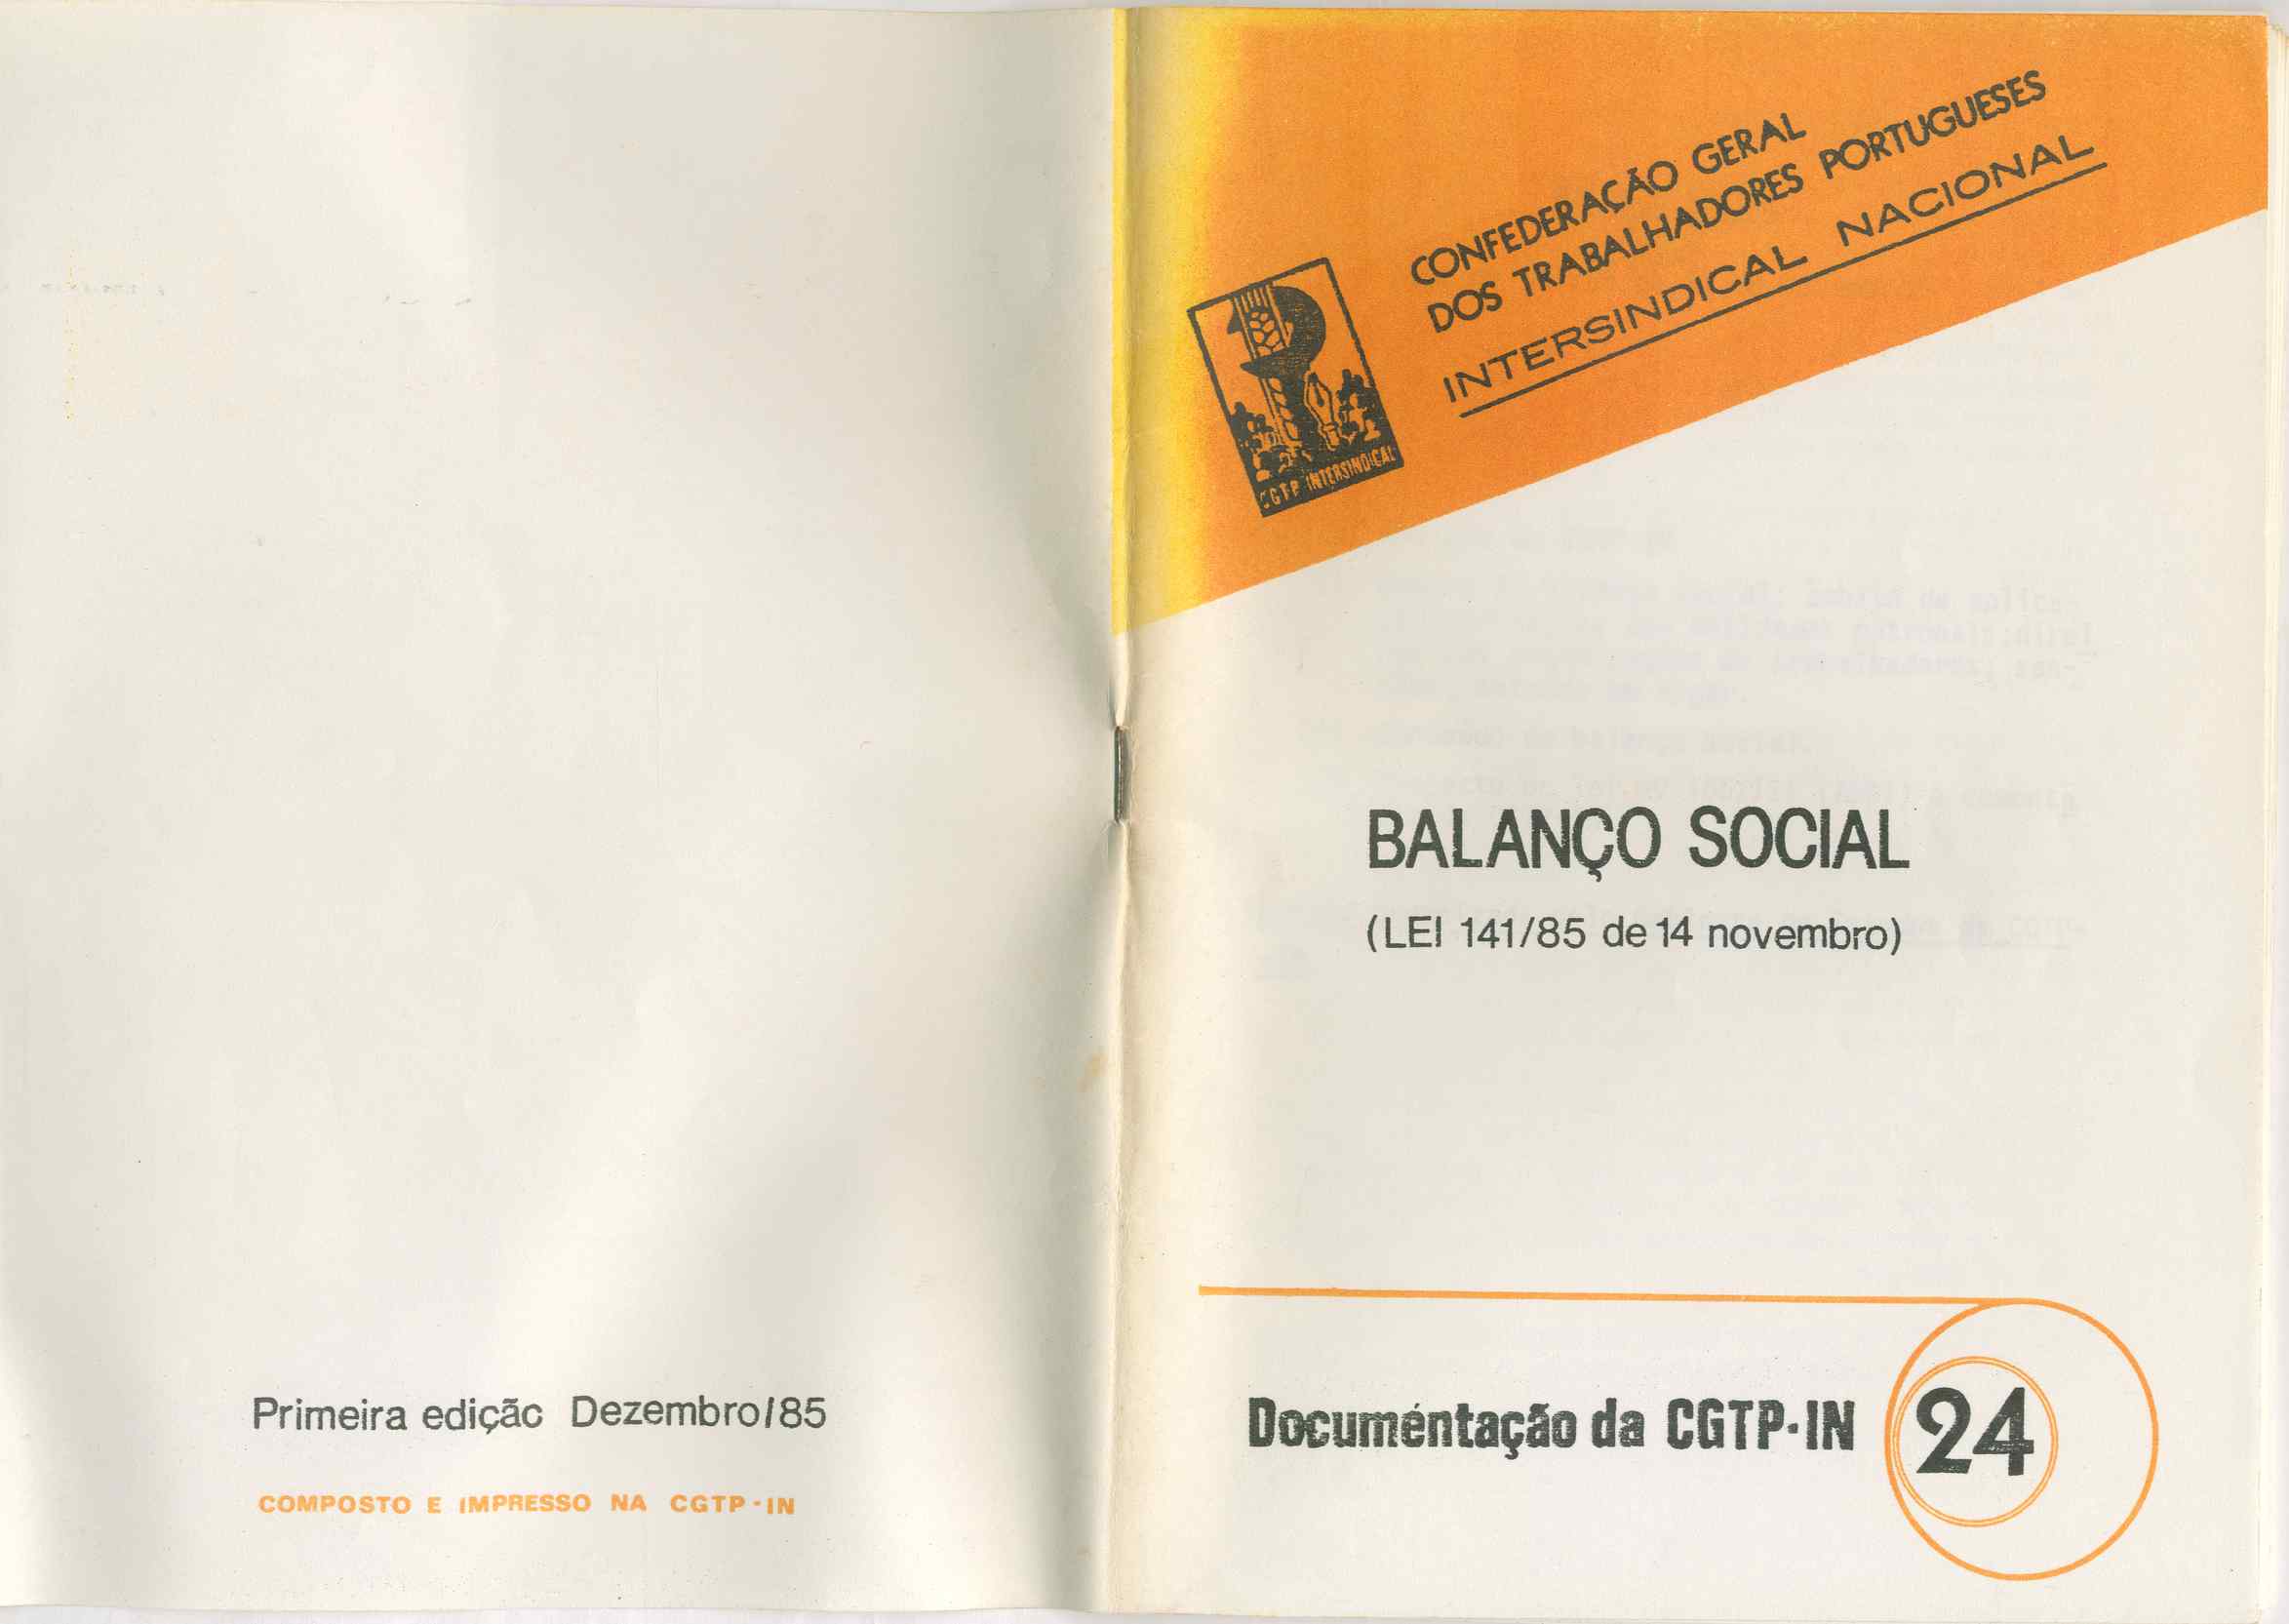 Primeira edição Dezembro/85
COMPOSTO E IMPRESSO NA CGTP-IN
CONFEDERAÇÃO GERAL
DOS TRABALHADORES PORTUGUESES
INTERSINDICAL NACIONAL
CGTP INTERSINDICAL
BALANÇO SOCIAL
(LEI 141/85 de 14 novembro)
Documéntação da CGTP-IN 24